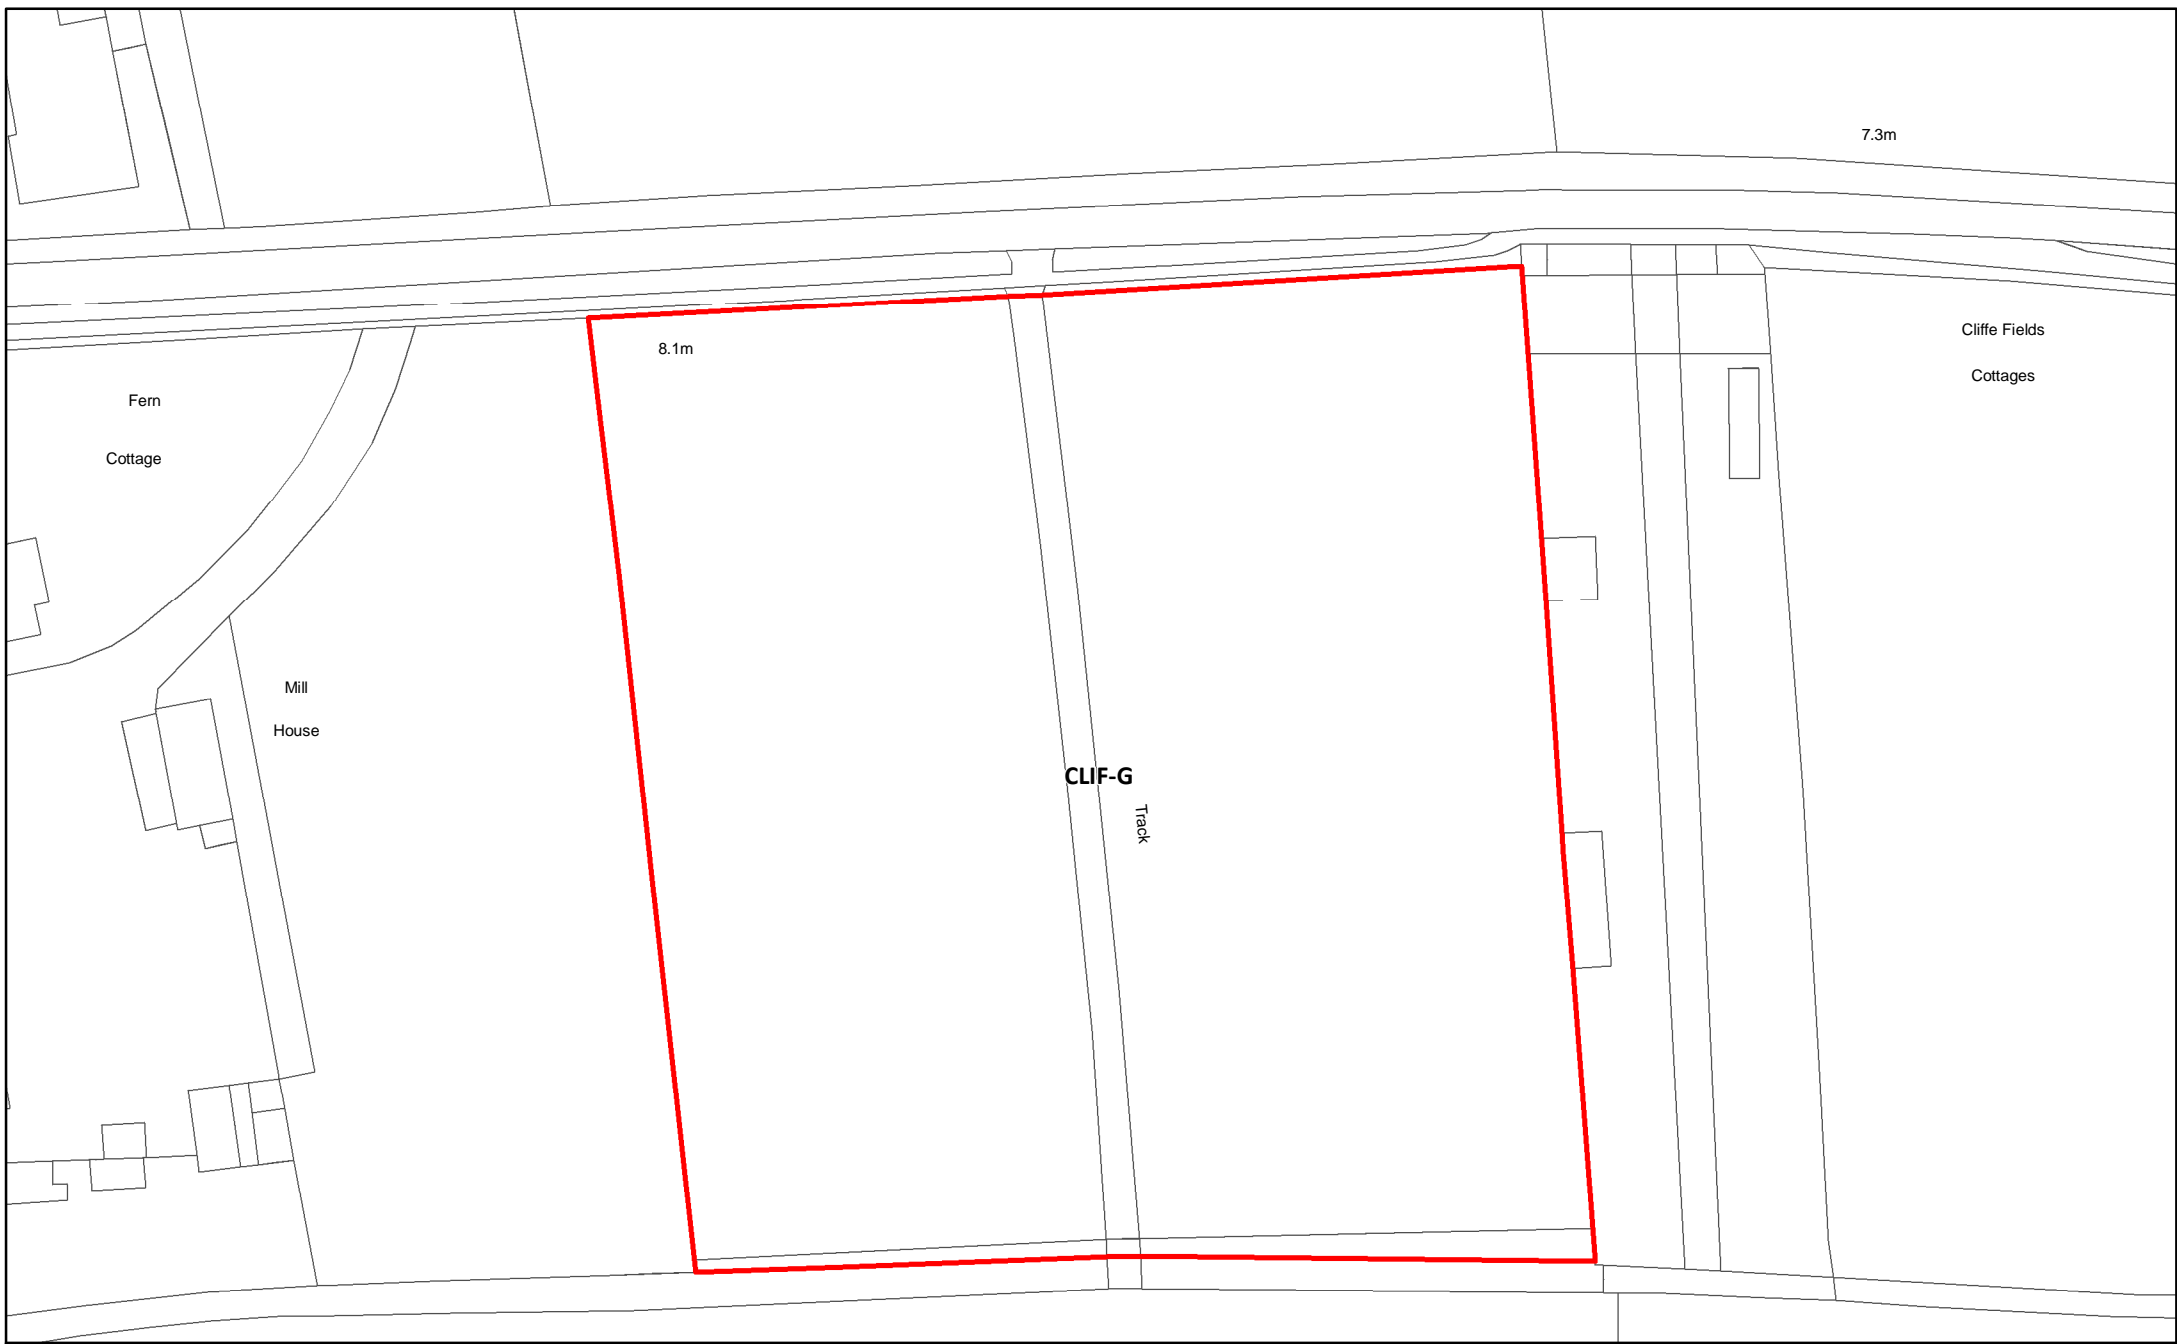 7.3m
Cliffe Fields
Cottages
8.1m
Fern
Cottage
Mill
House
CLIF-G
Track